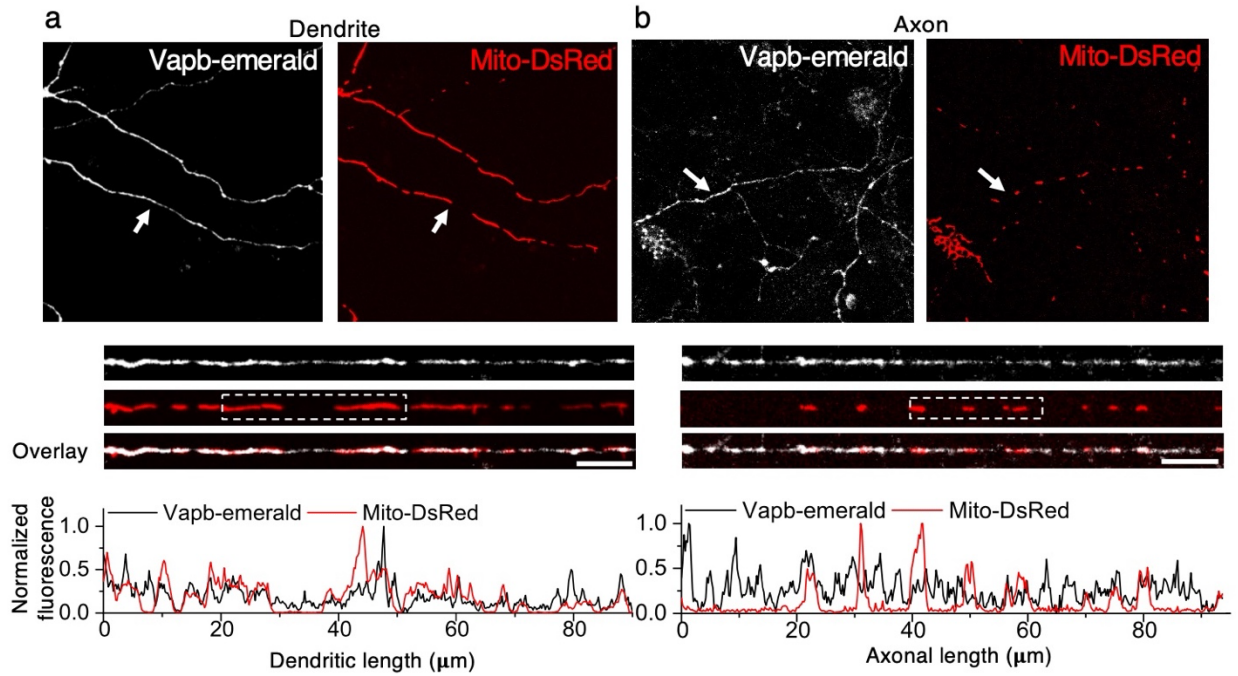 a
Dendrite
Vapb-emerald
Mito-DsRed
b
Axon
Vapb-emerald
Mito-DsRed
Overlay
Normalized
fluorescence
Vapb-emerald Mito-DsRed
1.0
0.5
0.0
0 20 40 60 80
Dendritic length (μm)
Vapb-emerald Mito-DsRed
1.0
0.5
0.0
0 20 40 60 80
Axonal length (μm)